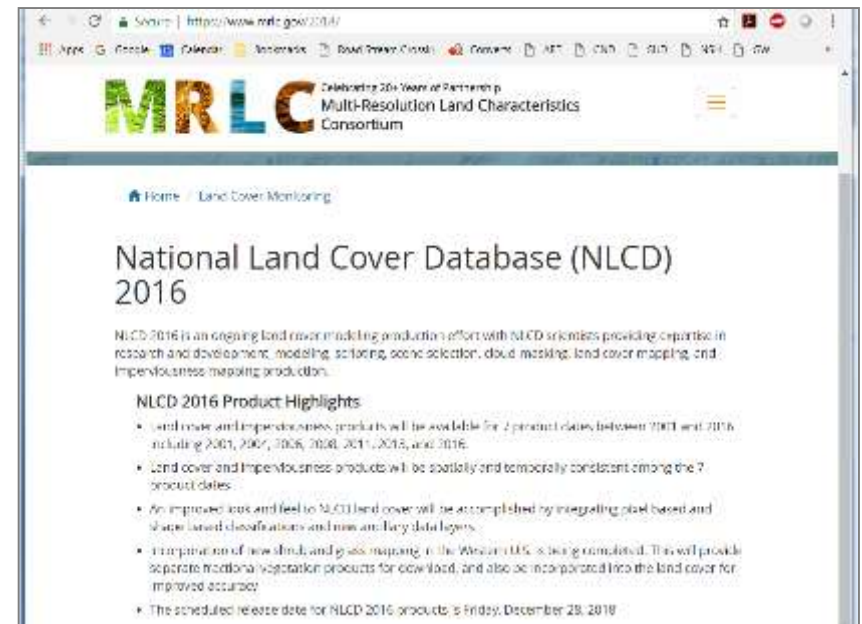 Secure | https://www.mrlc.gov/2018/
Apps Google Calendar Bookmarks Road Stream Crossin Converts
MRLC
Celebrating 20+ Years of Partnership
Multi-Resolution Land Characteristics
Consortium
Home / Land Cover Monitoring
National Land Cover Database (NLCD)
2016
NLCD 2016 is an ongoing land cover modeling production effort with NLCD scientists providing expertise in
research and development, modeling, scripting, scene selection, cloud masking, land cover mapping, and
imperviousness mapping production.
NLCD 2016 Product Highlights
• Land cover and imperviousness products will be available for 7 product dates between 2001 and 2016
including 2001, 2004, 2006, 2008, 2011, 2013, and 2016.
• Land cover and imperviousness products will be spatially and temporally consistent among the 7
product dates
• An improved look and feel to NLCD land cover will be accomplished by integrating pixel based and
shape based classifications and new ancillary data layers
• Incorporation of new shrub and grass mapping in the Western U.S. is being completed. This will provide
separate fractional vegetation products for download, and also be incorporated into the land cover for
improved accuracy
• The scheduled release date for NLCD 2016 products is Friday, December 28, 2018